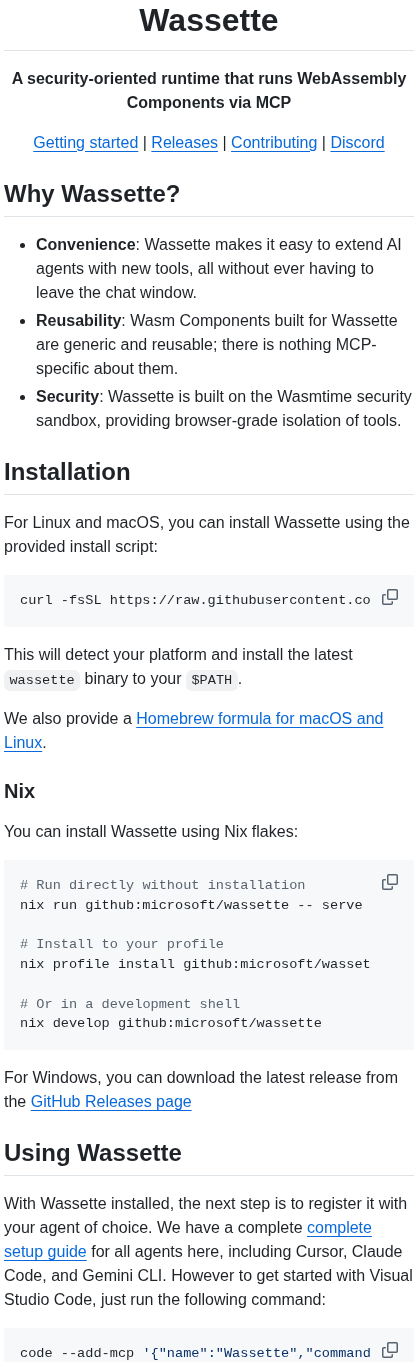 Wassette
A security-oriented runtime that runs WebAssembly
Components via MCP
Getting started | Releases | Contributing | Discord
Why Wassette?
• Convenience: Wassette makes it easy to extend AI
agents with new tools, all without ever having to
leave the chat window.
• Reusability: Wasm Components built for Wassette
are generic and reusable; there is nothing MCP-
specific about them.
• Security: Wassette is built on the Wasmtime security
sandbox, providing browser-grade isolation of tools.
Installation
For Linux and macOS, you can install Wassette using the
provided install script:
curl -fsSL https://raw.githubusercontent.co
This will detect your platform and install the latest
wassette binary to your $PATH.
We also provide a Homebrew formula for macOS and
Linux.
Nix
You can install Wassette using Nix flakes:
# Run directly without installation
nix run github:microsoft/wassette -- serve
# Install to your profile
nix profile install github:microsoft/wasset
# Or in a development shell
nix develop github:microsoft/wassette
For Windows, you can download the latest release from
the GitHub Releases page
Using Wassette
With Wassette installed, the next step is to register it with
your agent of choice. We have a complete complete
setup guide for all agents here, including Cursor, Claude
Code, and Gemini CLI. However to get started with Visual
Studio Code, just run the following command:
code --add-mcp '{"name":"Wassette","command